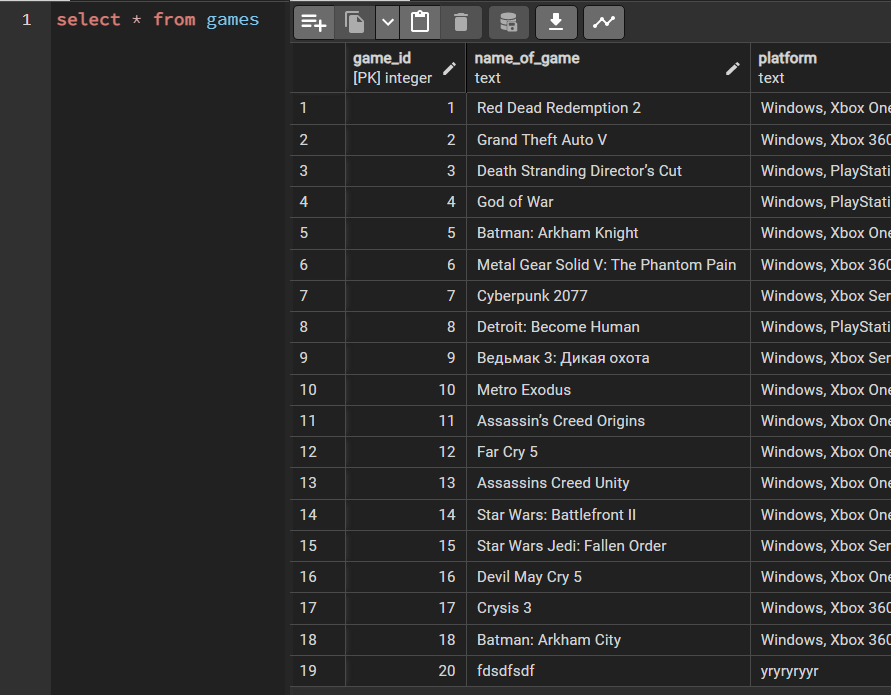 1 select * from games
game_id name_of_game platform
[PK] integer text text
1 1 Red Dead Redemption 2 Windows, Xbox One
2 2 Grand Theft Auto V Windows, Xbox 360
3 3 Death Stranding Director’s Cut Windows, PlayStati
4 4 God of War Windows, PlayStati
5 5 Batman: Arkham Knight Windows, Xbox One
6 6 Metal Gear Solid V: The Phantom Pain Windows, Xbox 360
7 7 Cyberpunk 2077 Windows, Xbox Ser
8 8 Detroit: Become Human Windows, PlayStati
9 9 Ведьмак 3: Дикая охота Windows, Xbox Ser
10 10 Metro Exodus Windows, Xbox One
11 11 Assassin’s Creed Origins Windows, Xbox One
12 12 Far Cry 5 Windows, Xbox One
13 13 Assassins Creed Unity Windows, Xbox One
14 14 Star Wars: Battlefront II Windows, Xbox One
15 15 Star Wars Jedi: Fallen Order Windows, Xbox Ser
16 16 Devil May Cry 5 Windows, Xbox One
17 17 Crysis 3 Windows, Xbox 360
18 18 Batman: Arkham City Windows, Xbox 360
19 20 fdsdfsdf yryryryyr